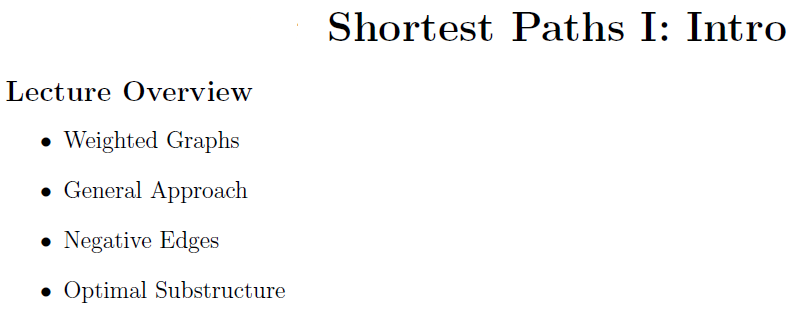 Shortest Paths I: Intro
Lecture Overview
• Weighted Graphs
• General Approach
• Negative Edges
• Optimal Substructure